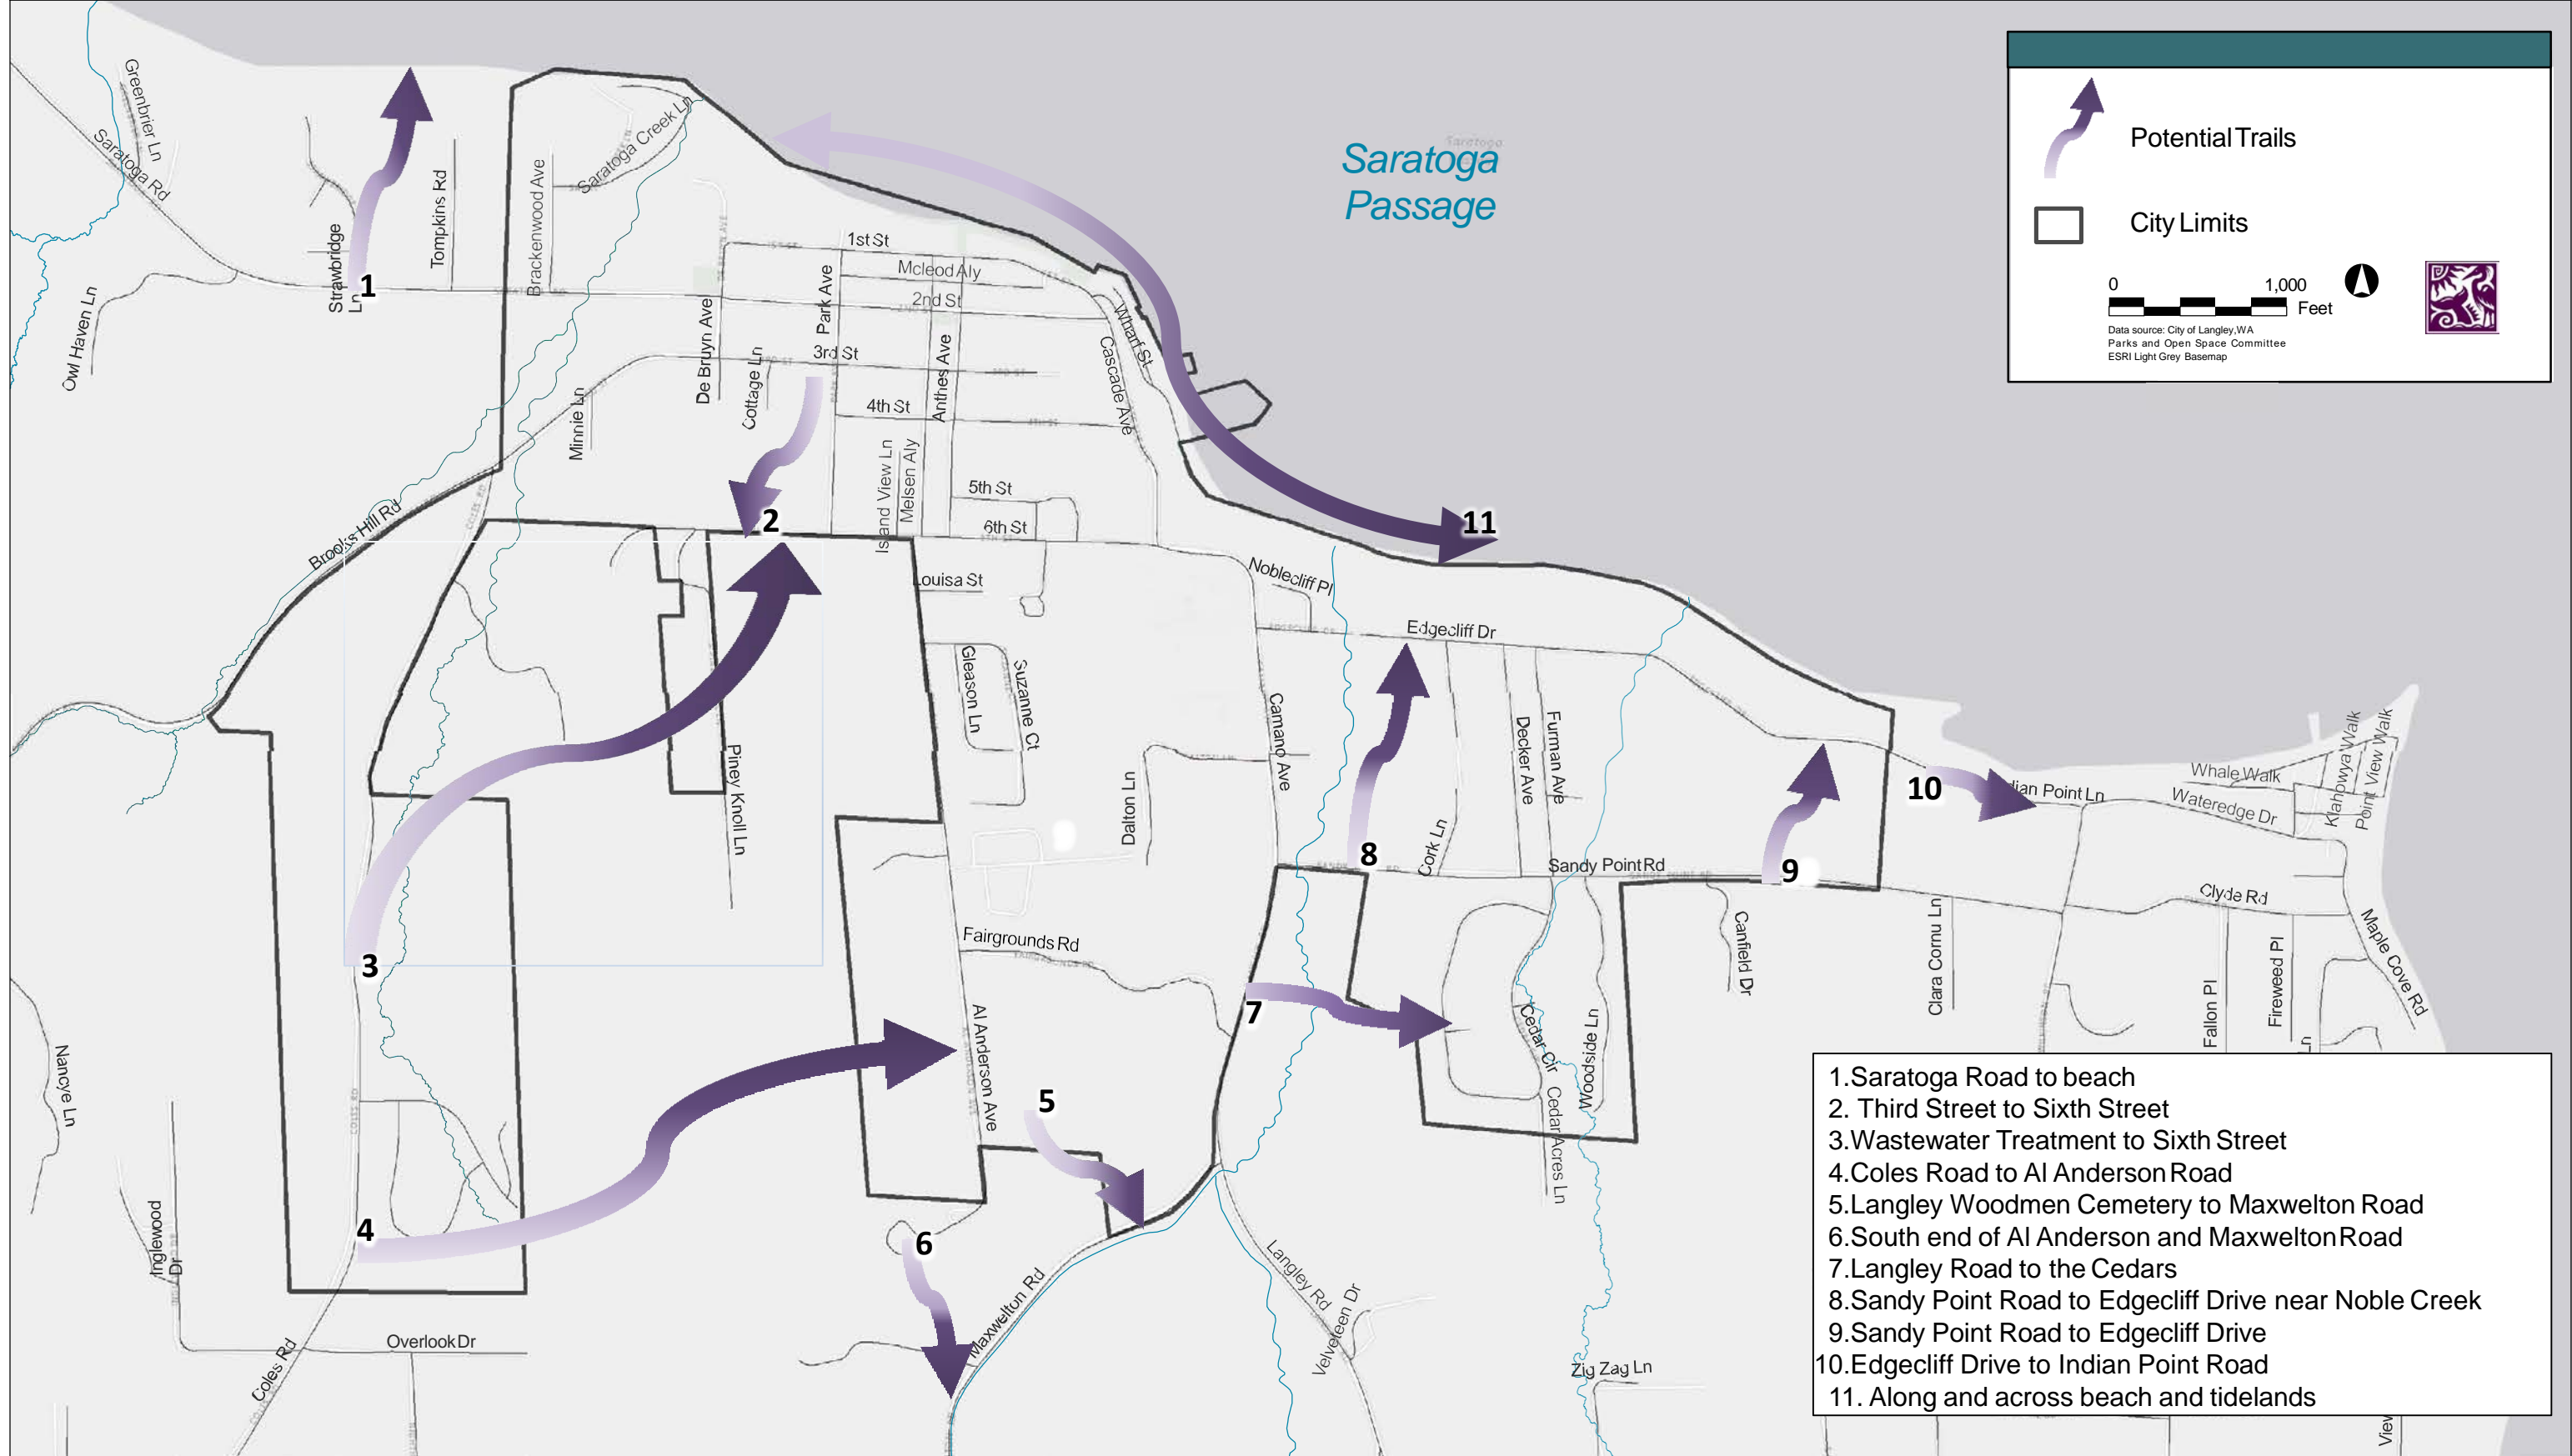 Saratoga
Passage
Potential Trails
City Limits
0 1,000
Feet
Data source: City of Langley,WA
Parks and Open Space Committee
ESRI Light Grey Basemap
Greenbrier Ln
Saratoga Rd
Owl Haven Ln
Strawbridge
Ln
Tompkins Rd
Brackenwood Ave
Saratoga Creek Ln
1
1st St
Mcleod Aly
2nd St
Park Ave
De Bruyn Ave
3rd St
Cottage Ln
Minnie Ln
4th St
Anthes Ave
Cascade Ave
Wharf St
Island View Ln
Melsen Aly
5th St
6th St
2
11
Brooks Hill Rd
Louisa St
Noblecliff Pl
Edgecliff Dr
Gleason Ln
Suzanne Ct
Camano Ave
Decker Ave
Furman Ave
Piney Knoll Ln
Dalton Ln
Cork Ln
8
Sandy Point Rd
9
10
ian Point Ln
Whale Walk
Wateredge Dr
Klahowya Walk
Point View Walk
Clyde Rd
Maple Cove Rd
Canfield Dr
Clara Cornu Ln
Fallon Pl
Fireweed Pl
Ln
3
Fairgrounds Rd
7
Al Anderson Ave
Cedar Cir
Woodside Ln
Cedar Acres Ln
Nancye Ln
5
4
6
Inglewood
Dr
Overlook Dr
Coles Rd
Maxwelton Rd
Langley Rd
Velveteen Dr
Zig Zag Ln
View
1.Saratoga Road to beach
2. Third Street to Sixth Street
3.Wastewater Treatment to Sixth Street
4.Coles Road to Al Anderson Road
5.Langley Woodmen Cemetery to Maxwelton Road
6.South end of Al Anderson and Maxwelton Road
7.Langley Road to the Cedars
8.Sandy Point Road to Edgecliff Drive near Noble Creek
9.Sandy Point Road to Edgecliff Drive
10.Edgecliff Drive to Indian Point Road
11. Along and across beach and tidelands